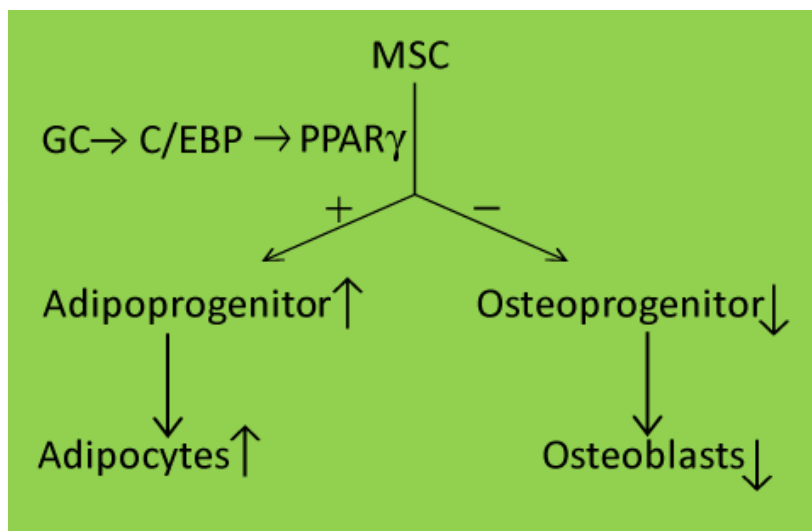 MSC
GC→ C/EBP → PPARγ
+ −
Adipoprogenitor↑ Osteoprogenitor↓
Adipocytes↑ Osteoblasts↓